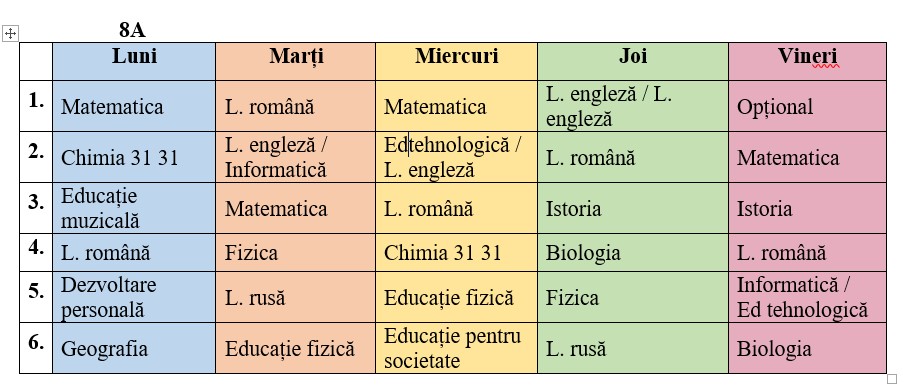 8A
Luni Marți Miercuri Joi Vineri
1. Matematica L. română Matematica L. engleză / L. engleză Opțional
2. Chimia 31 31 L. engleză / Informatică Edtehnologică / L. engleză L. română Matematica
3. Educație muzicală Matematica L. română Istoria Istoria
4. L. română Fizica Chimia 31 31 Biologia L. română
5. Dezvoltare personală L. rusă Educație fizică Fizica Informatică / Ed tehnologică
6. Geografia Educație fizică Educație pentru societate L. rusă Biologia